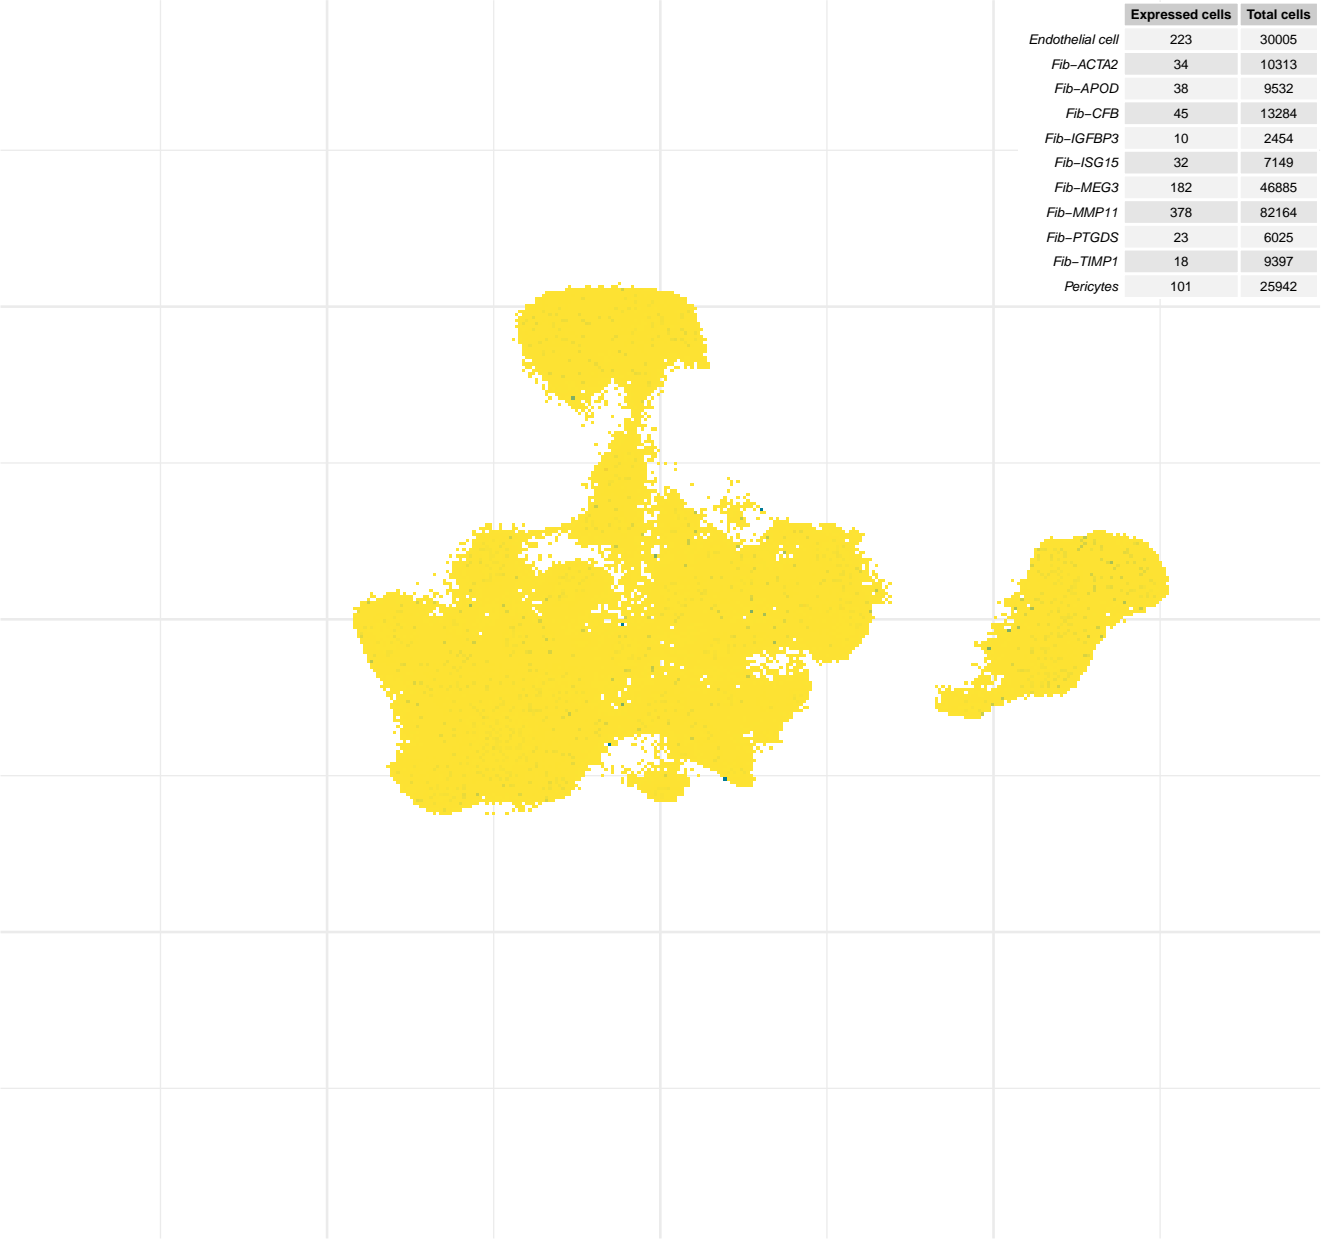 Expressed cells Total cells
Endothelial cell 223 30005
Fib−ACTA2 34 10313
Fib−APOD 38 9532
Fib−CFB 45 13284
Fib−IGFBP3 10 2454
Fib−ISG15 32 7149
Fib−MEG3 182 46885
Fib−MMP11 378 82164
Fib−PTGDS 23 6025
Fib−TIMP1 18 9397
Pericytes 101 25942